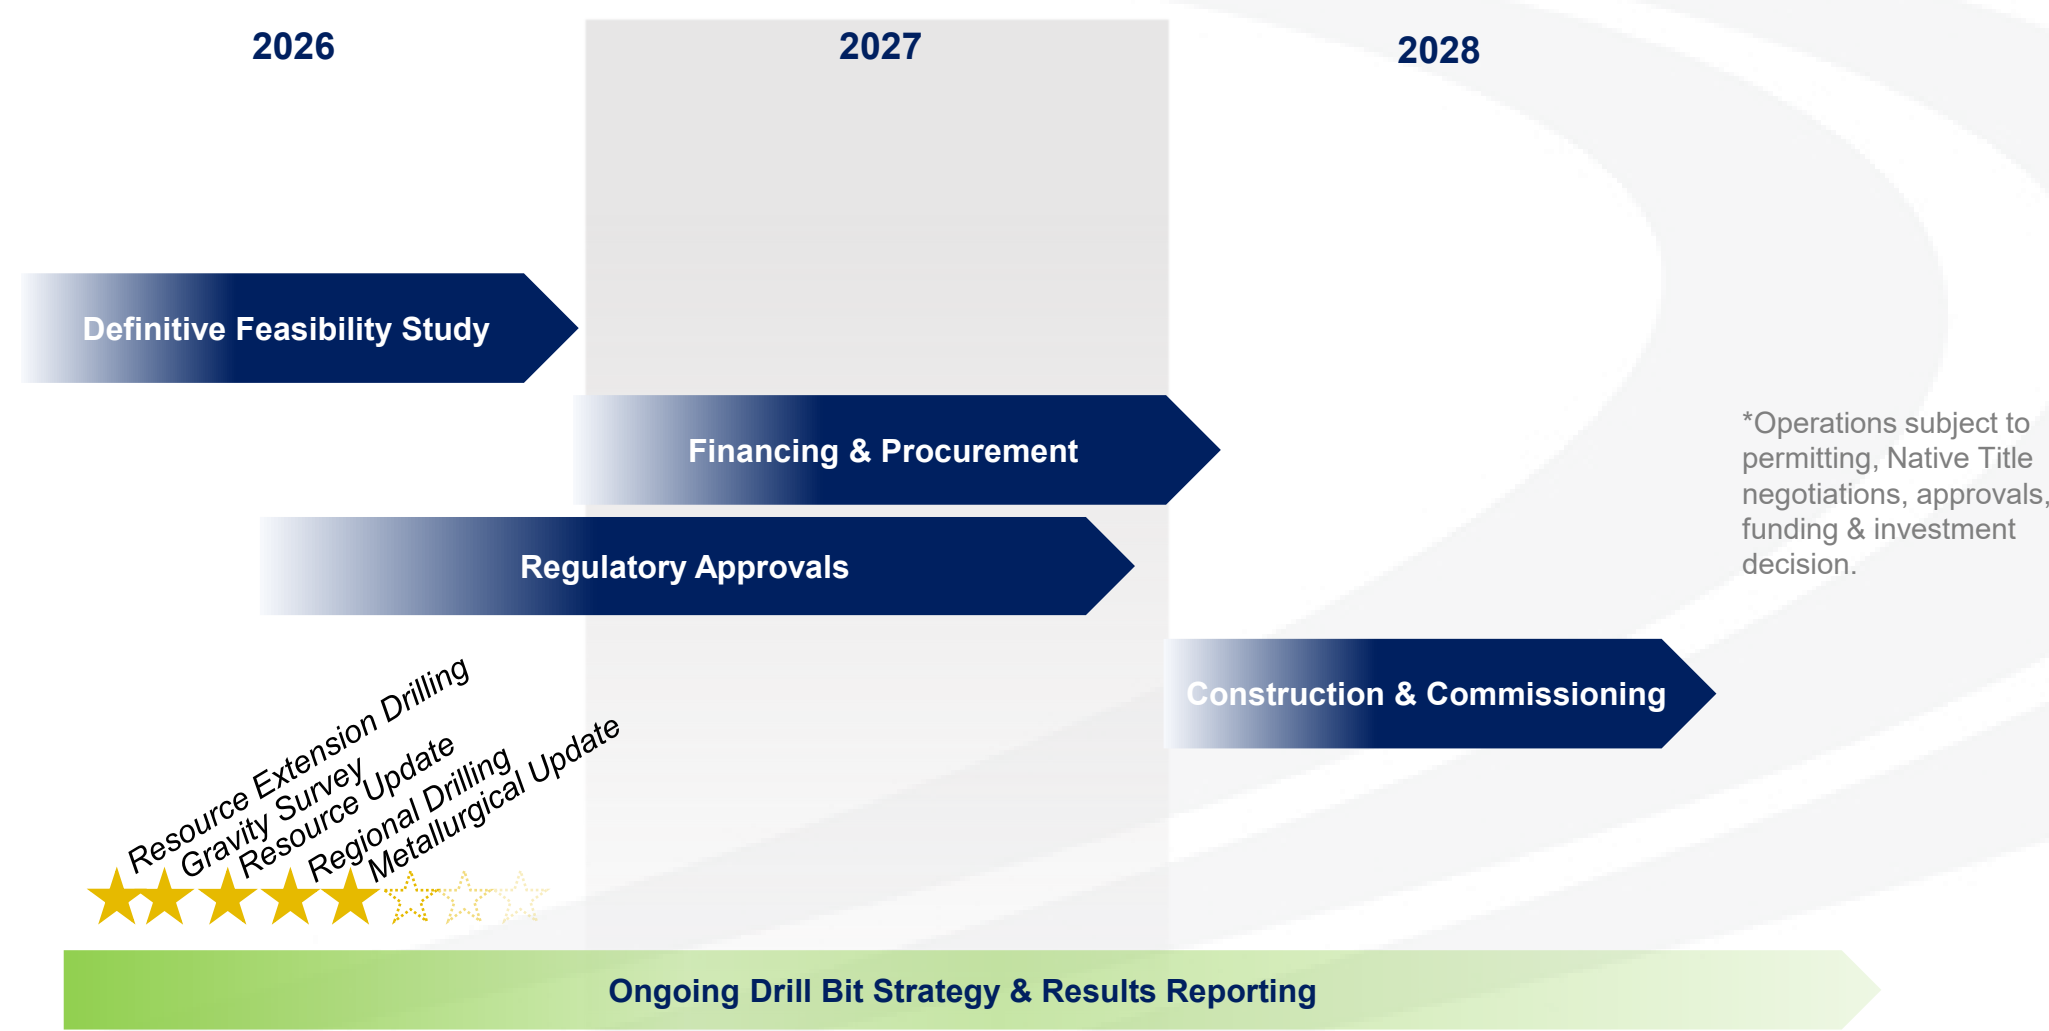 2026
2027
2028
Definitive Feasibility Study
Financing & Procurement
*Operations subject to
permitting, Native Title
negotiations, approvals,
funding & investment
decision.
Regulatory Approvals
Construction & Commissioning
Resource Extension Drilling
Gravity Survey
Resource Update
Regional Drilling
Metallurgical Update
Ongoing Drill Bit Strategy & Results Reporting